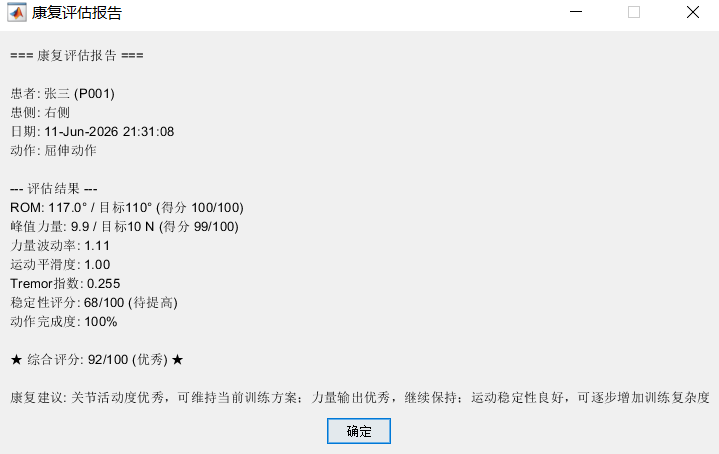 康复评估报告
=== 康复评估报告 ===
患者: 张三 (P001)
患侧: 右侧
日期: 11-Jun-2026 21:31:08
动作: 屈伸动作
--- 评估结果 ---
ROM: 117.0° / 目标110° (得分 100/100)
峰值力量: 9.9 / 目标10 N (得分 99/100)
力量波动率: 1.11
运动平滑度: 1.00
Tremor指数: 0.255
稳定性评分: 68/100 (待提高)
动作完成度: 100%
★ 综合评分: 92/100 (优秀) ★
康复建议: 关节活动度优秀，可维持当前训练方案；力量输出优秀，继续保持；运动稳定性良好，可逐步增加训练复杂度
确定